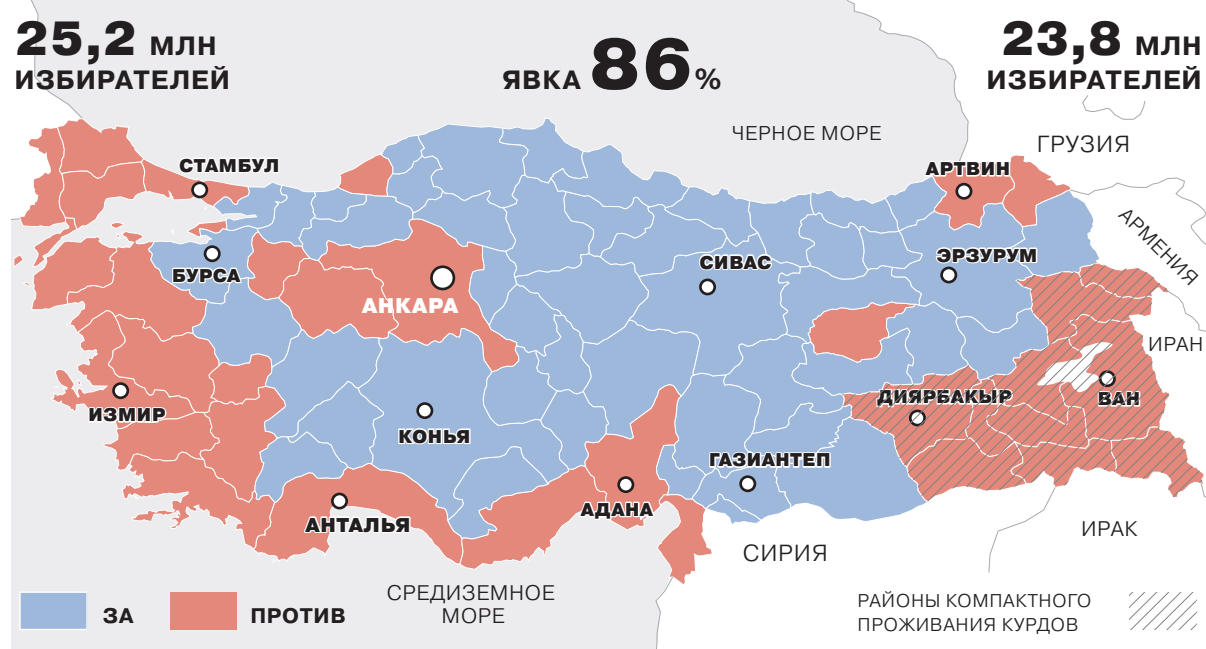 25,2 МЛН
ИЗБИРАТЕЛЕЙ
ЯВКА 86%
23,8 МЛН
ИЗБИРАТЕЛЕЙ
ЧЕРНОЕ МОРЕ
ГРУЗИЯ
СТАМБУЛ
АРТВИН
АРМЕНИЯ
БУРСА
АНКАРА
СИВАС
ЭРЗУРУМ
ИРАН
ИЗМИР
КОНЬЯ
ДИЯРБАКЫР
ВАН
ГАЗИАНТЕП
АНТАЛЬЯ
АДАНА
ИРАК
СИРИЯ
СРЕДИЗЕМНОЕ
МОРЕ
ЗА
ПРОТИВ
РАЙОНЫ КОМПАКТНОГО
ПРОЖИВАНИЯ КУРДОВ